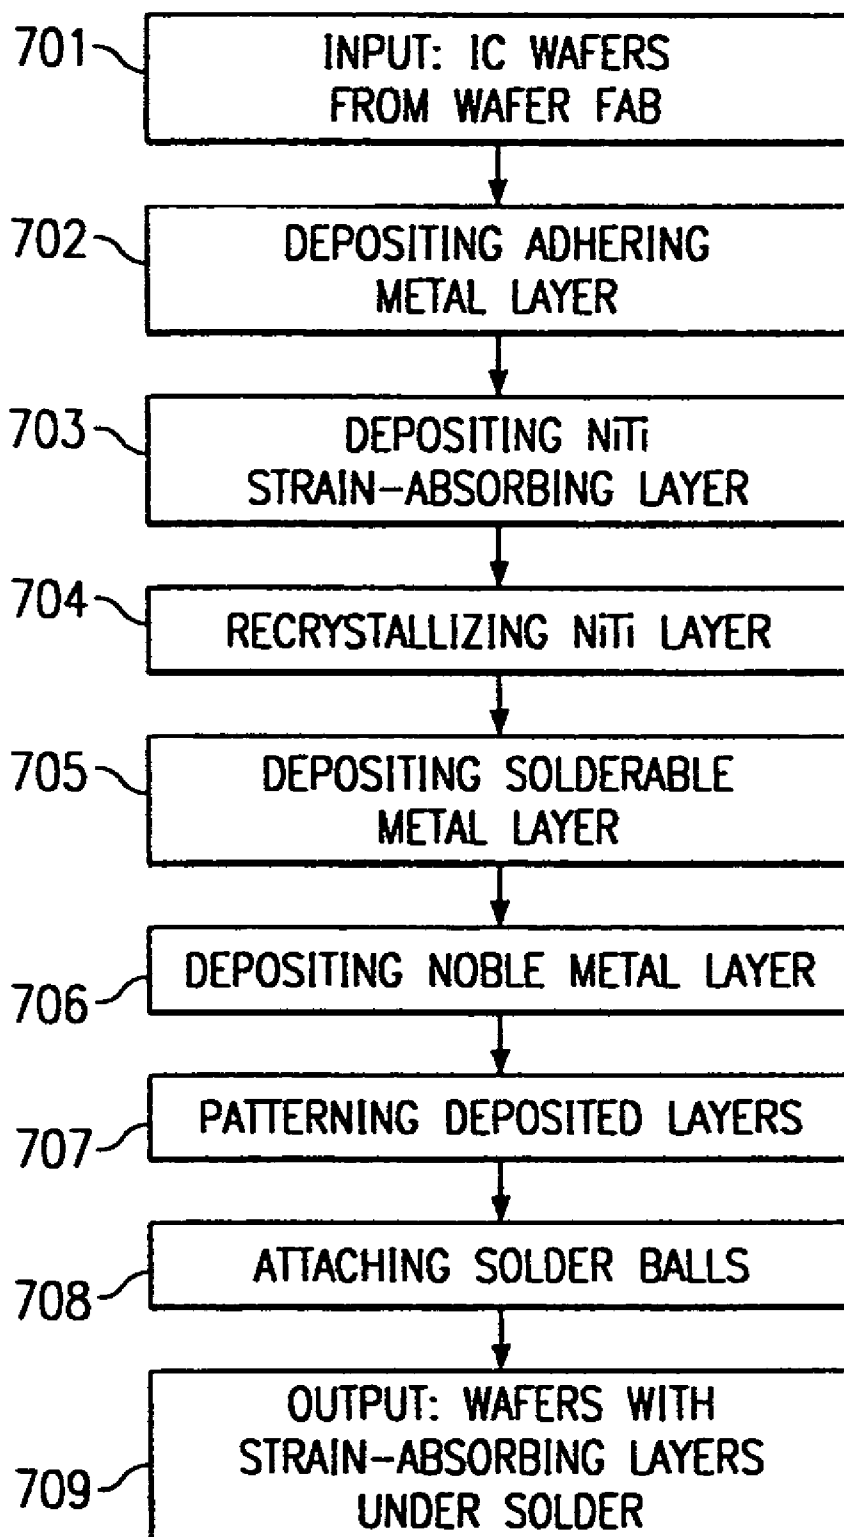 701
INPUT: IC WAFERS
FROM WAFER FAB
702
DEPOSITING ADHERING
METAL LAYER
703
DEPOSITING NiTi
STRAIN-ABSORBING LAYER
704
RECRYSTALLIZING NiTi LAYER
705
DEPOSITING SOLDERABLE
METAL LAYER
706
DEPOSITING NOBLE METAL LAYER
707
PATTERNING DEPOSITED LAYERS
708
ATTACHING SOLDER BALLS
709
OUTPUT: WAFERS WITH
STRAIN-ABSORBING LAYERS
UNDER SOLDER